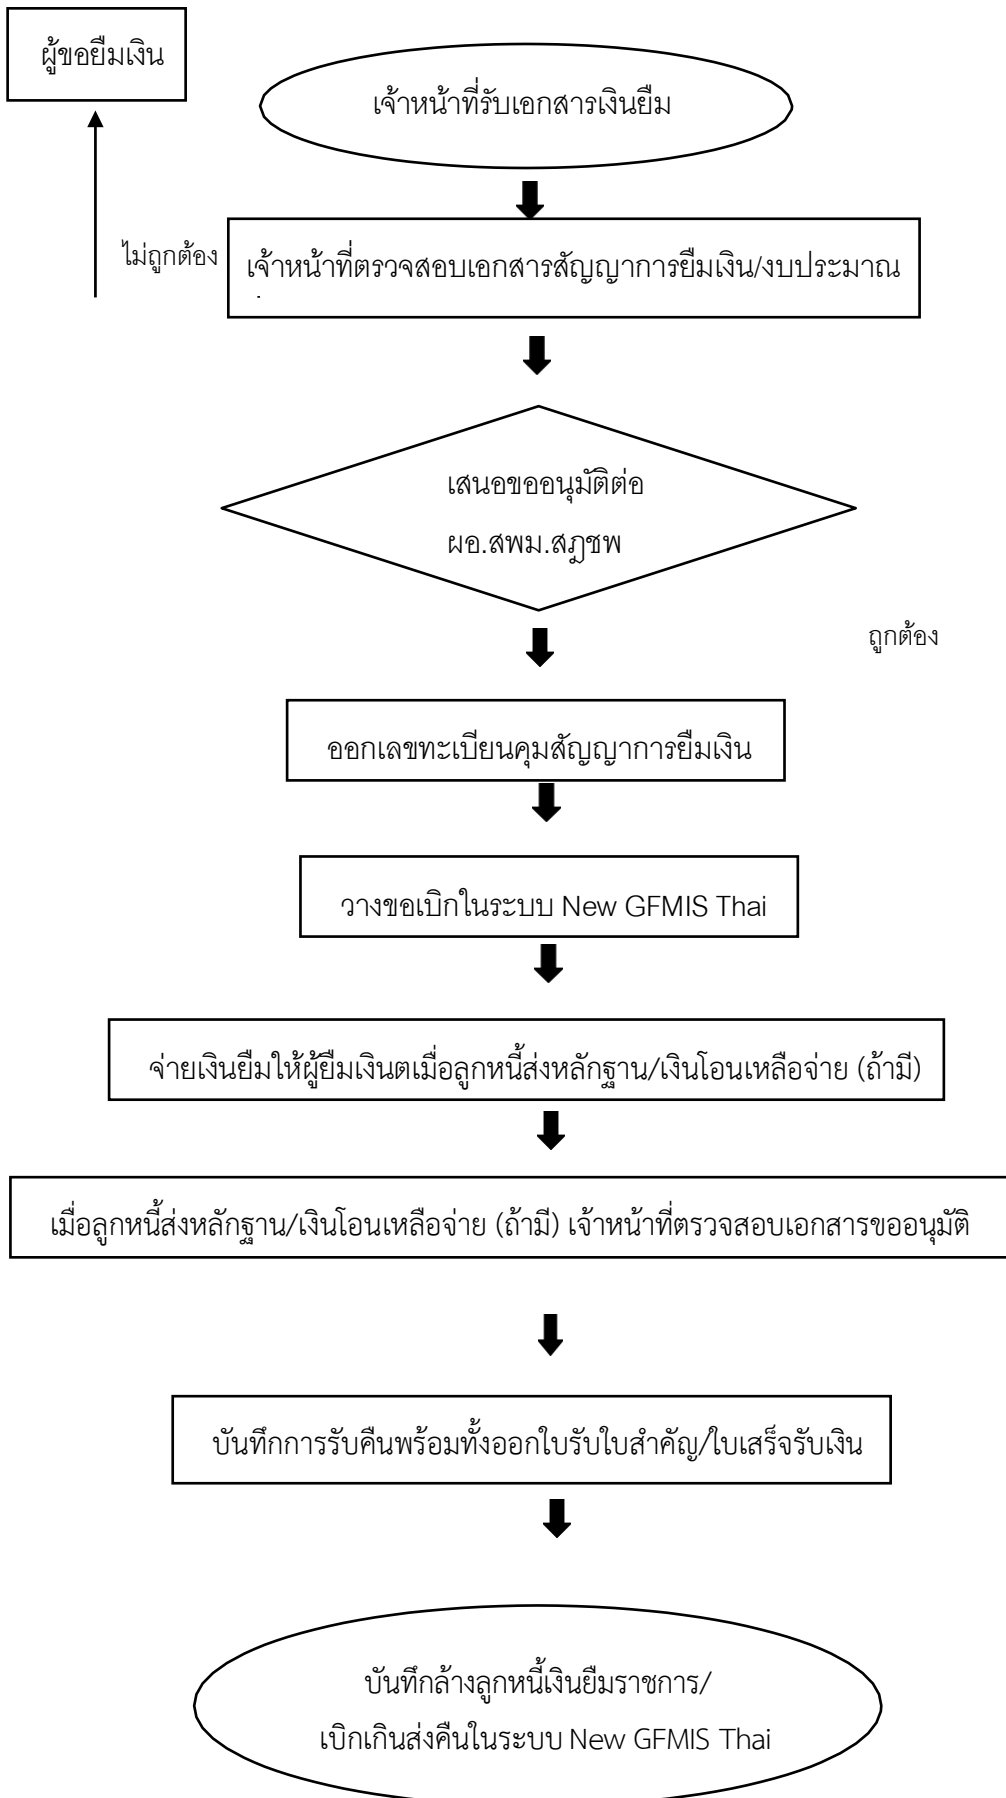 ผู้ขอยืมเงิน
เจ้าหน้าที่รับเอกสารเงินยืม
ไม่ถูกต้อง
เจ้าหน้าที่ตรวจสอบเอกสารสัญญาการยืมเงิน/งบประมาณ
เสนอขออนุมัติต่อ
ผอ.สพม.สฎชพ
ถูกต้อง
ออกเลขทะเบียนคุมสัญญาการยืมเงิน
วางขอเบิกในระบบ New GFMIS Thai
จ่ายเงินยืมให้ผู้ยืมเงินตเมื่อลูกหนี้ส่งหลักฐาน/เงินโอนเหลือจ่าย (ถ้ามี)
เมื่อลูกหนี้ส่งหลักฐาน/เงินโอนเหลือจ่าย (ถ้ามี) เจ้าหน้าที่ตรวจสอบเอกสารขออนุมัติ
บันทึกการรับคืนพร้อมทั้งออกใบรับใบสำคัญ/ใบเสร็จรับเงิน
บันทึกล้างลูกหนี้เงินยืมราชการ/
เบิกเกินส่งคืนในระบบ New GFMIS Thai